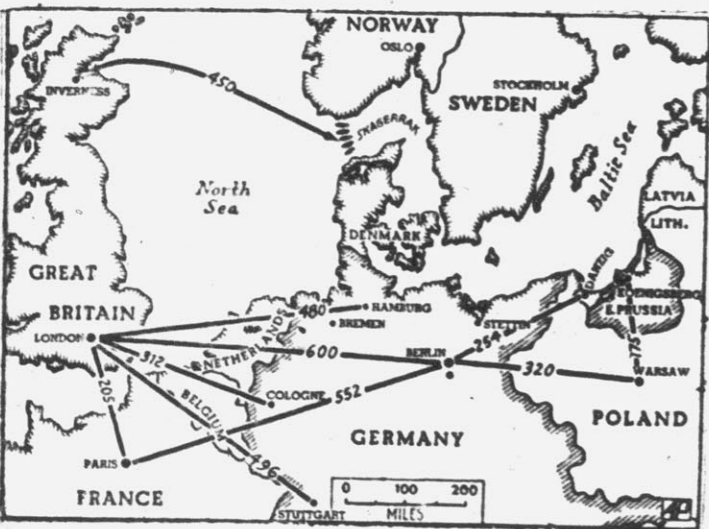 NORWAY
OSLO
INVERNESS
450
STOCKHOLM
SWEDEN
SKAGERRAK
North
Sea
Baltic Sea
LATVIA
LITH.
DENMARK
GREAT
BRITAIN
DANZIG
KOENIGSBERG
E. PRUSSIA
480
HAMBURG
BREMEN
STETTIN
254
LONDON
NETHERLANDS
600
BERLIN
175
312
320
WARSAW
205
BELGIUM
COLOGNE
552
POLAND
GERMANY
PARIS
496
FRANCE
STUTTGART
0 100 200
MILES